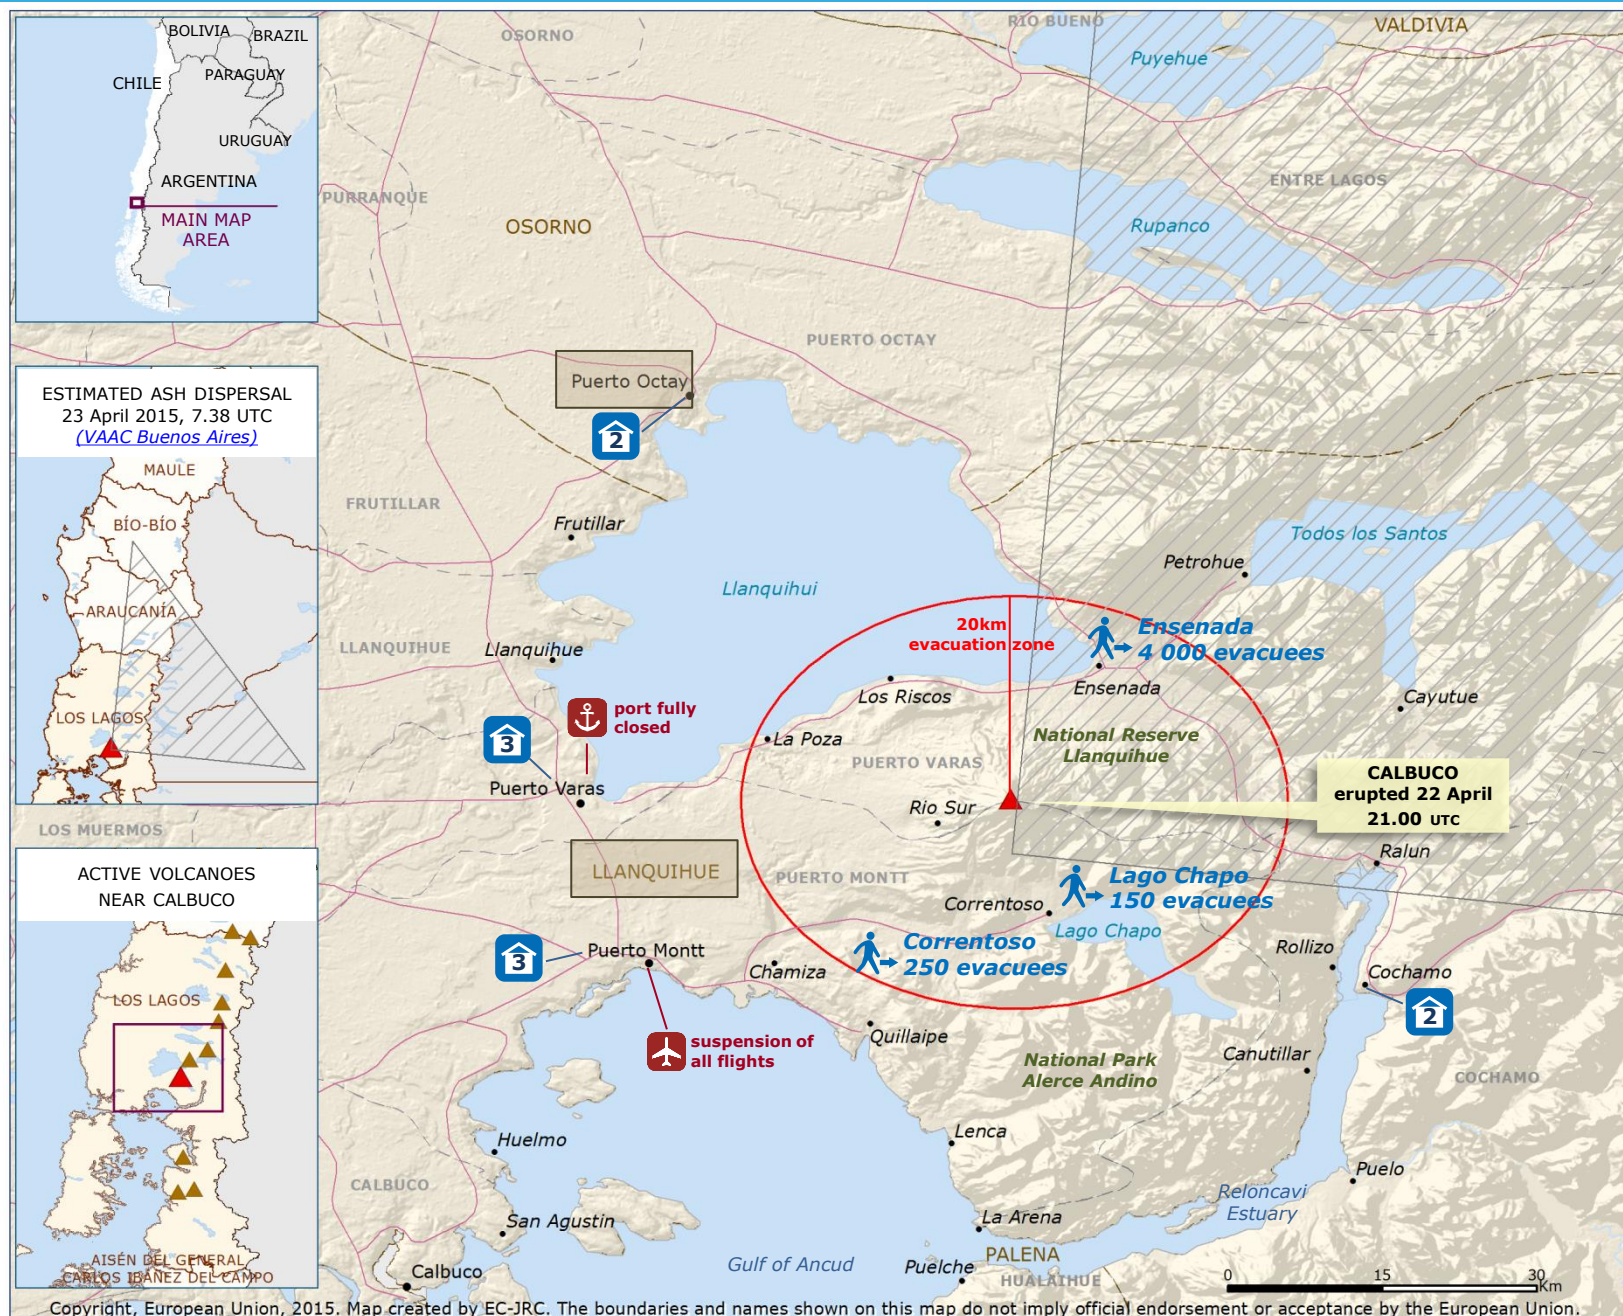 BOLIVIA
BRAZIL
CHILE
PARAGUAY
URUGUAY
ARGENTINA
MAIN MAP
AREA
ESTIMATED ASH DISPERSAL
23 April 2015, 7.38 UTC
(VAAC Buenos Aires)
MAULE
BÍO-BÍO
ARAUCANÍA
LOS LAGOS
ACTIVE VOLCANOES
NEAR CALBUCO
LOS LAGOS
AISÉN DEL GENERAL
CARLOS IBÁÑEZ DEL CAMPO
OSORNO
RIO BUENO
VALDIVIA
Puyehue
PURRANQUE
OSORNO
ENTRE LAGOS
Rupanco
PUERTO OCTAY
Puerto Octay
2
FRUTILLAR
Frutillar
Todos los Santos
Petrohue
Llanquihui
LLANQUIHUE
Llanquihue
20km
evacuation zone
Ensenada
4 000 evacuees
Ensenada
Los Riscos
Cayutue
port fully
closed
3
La Poza
National Reserve
Llanquihue
PUERTO VARAS
Puerto Varas
Rio Sur
CALBUCO
erupted 22 April
21.00 UTC
LOS MUERMOS
Ralun
LLANQUIHUE
PUERTO MONTT
Lago Chapo
150 evacuees
Correntoso
Lago Chapo
Correntoso
250 evacuees
Rollizo
3
Puerto Montt
Chamiza
Cochamo
2
suspension of
all flights
Quillaipe
National Park
Alerce Andino
Canutillar
COCHAMO
Huelmo
Lenca
CALBUCO
Puelo
Reloncavi
Estuary
San Agustin
La Arena
PALENA
Gulf of Ancud
Puelche
HUALAIHUE
Calbuco
0 15 30
Km
Copyright, European Union, 2015. Map created by EC-JRC. The boundaries and names shown on this map do not imply official endorsement or acceptance by the European Union.